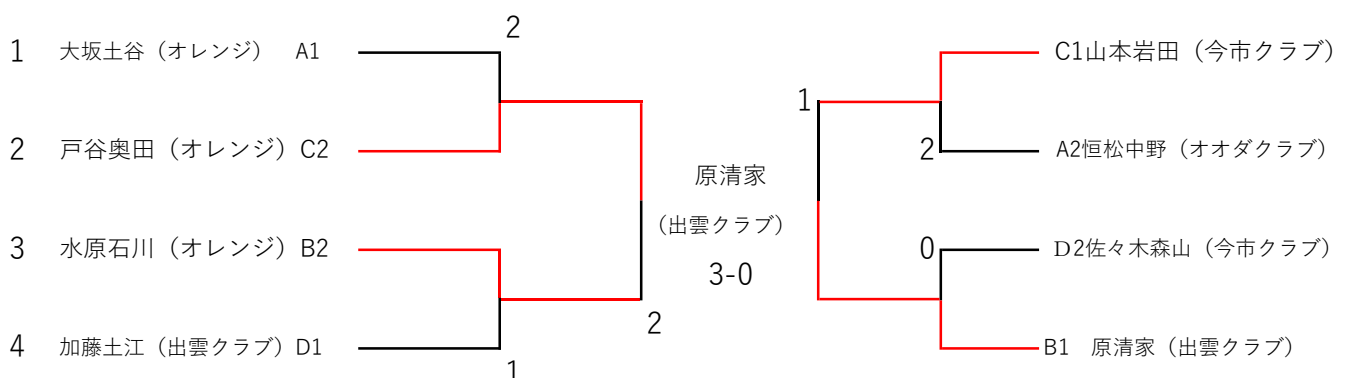 1 大坂土谷（オレンジ） A1
2
2 戸谷奥田（オレンジ）C2
3 水原石川（オレンジ）B2
4 加藤土江（出雲クラブ）D1
1
2
原清家
（出雲クラブ）
3-0
1
C1山本岩田（今市クラブ）
2
A2恒松中野（オオダクラブ）
0
D2佐々木森山（今市クラブ）
B1 原清家（出雲クラブ）